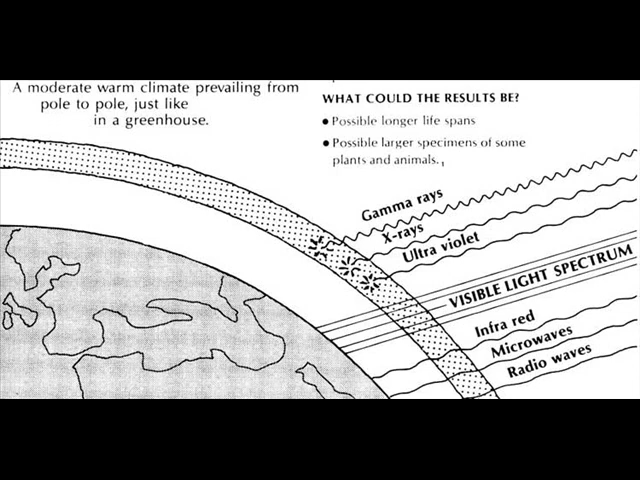 A moderate warm climate prevailing from
pole to pole, just like
in a greenhouse.
WHAT COULD THE RESULTS BE?
• Possible longer life spans
• Possible larger specimens of some
plants and animals.₁
Gamma rays
X-rays
Ultra violet
VISIBLE LIGHT SPECTRUM
Infra red
Microwaves
Radio waves